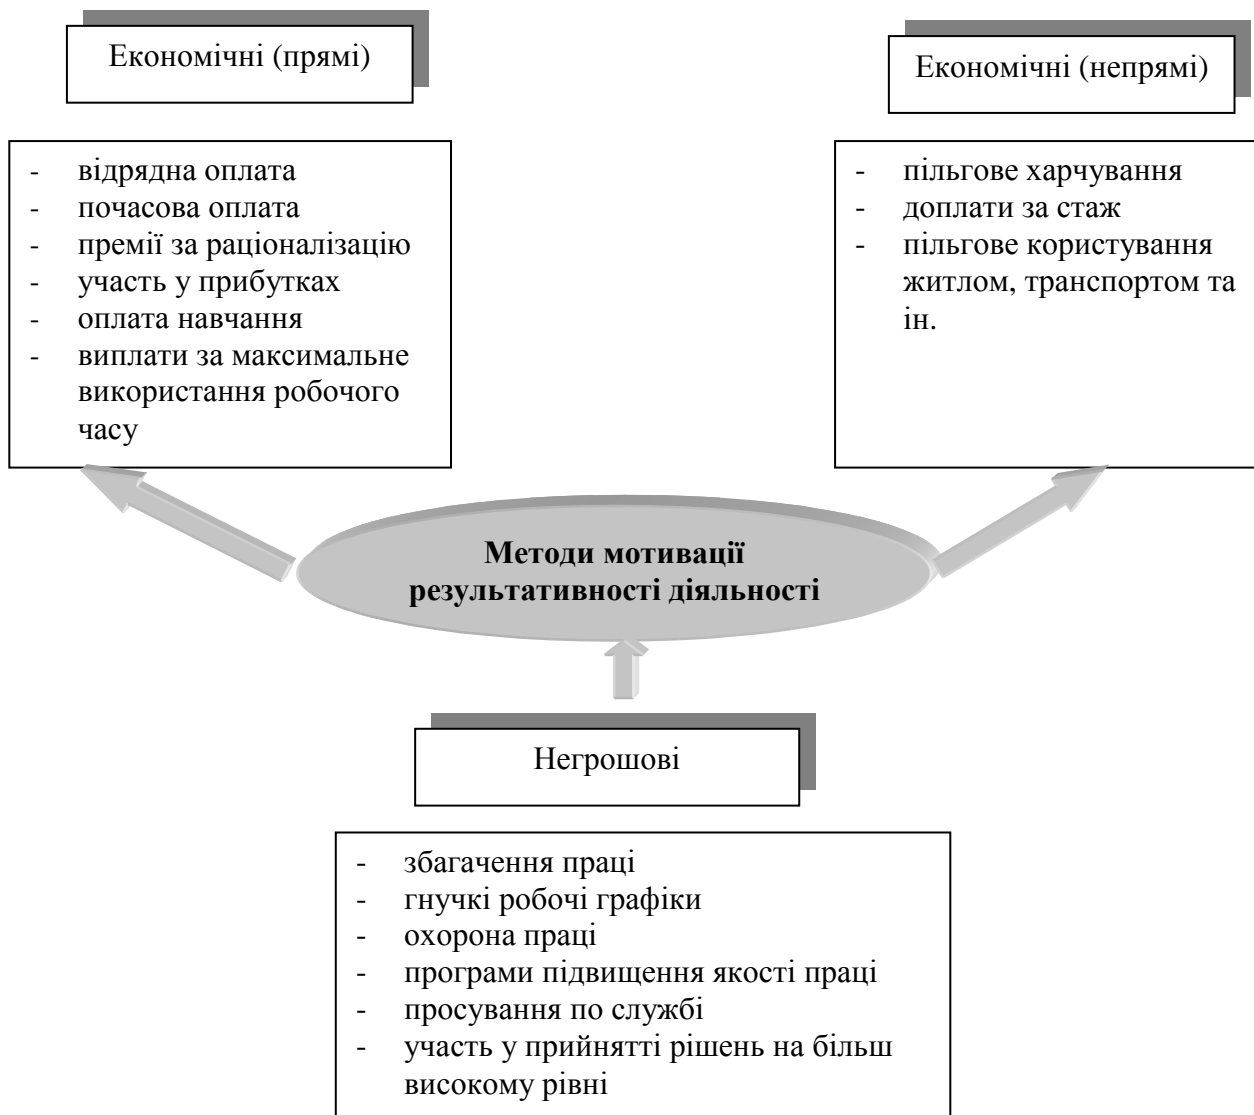 Економічні (прямі)
Економічні (непрямі)
- відрядна оплата
- почасова оплата
- премії за раціоналізацію
- участь у прибутках
- оплата навчання
- виплати за максимальне
використання робочого
часу
- пільгове харчування
- доплати за стаж
- пільгове користування
житлом, транспортом та
ін.
Методи мотивації
результативності діяльності
Негрошові
- збагачення праці
- гнучкі робочі графіки
- охорона праці
- програми підвищення якості праці
- просування по службі
- участь у прийнятті рішень на більш
високому рівні